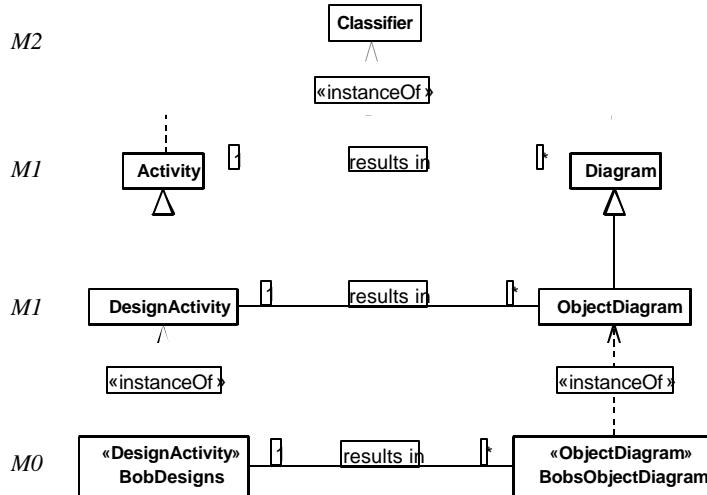 M2
Classifier
«instanceOf»
M1
Activity
1
results in
*
Diagram
M1
DesignActivity
1
results in
*
ObjectDiagram
«instanceOf»
«instanceOf»
M0
«DesignActivity»
BobDesigns
1
results in
*
«ObjectDiagram»
BobsObjectDiagram